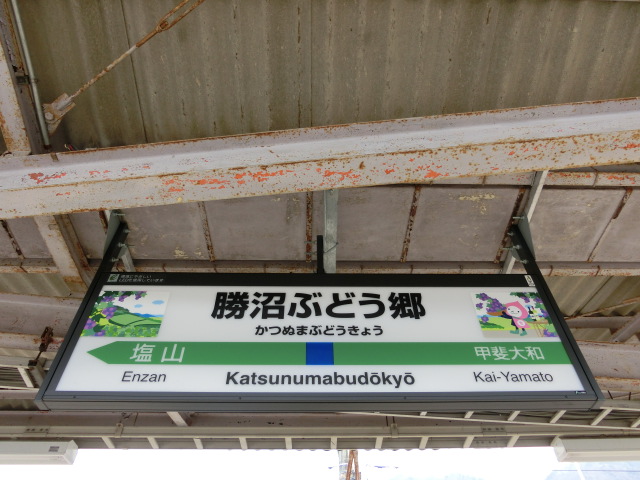 勝沼ぶどう郷
かつぬまぶどうきょう
塩山 甲斐大和
Enzan Katsunumabudōkyō Kai-Yamato